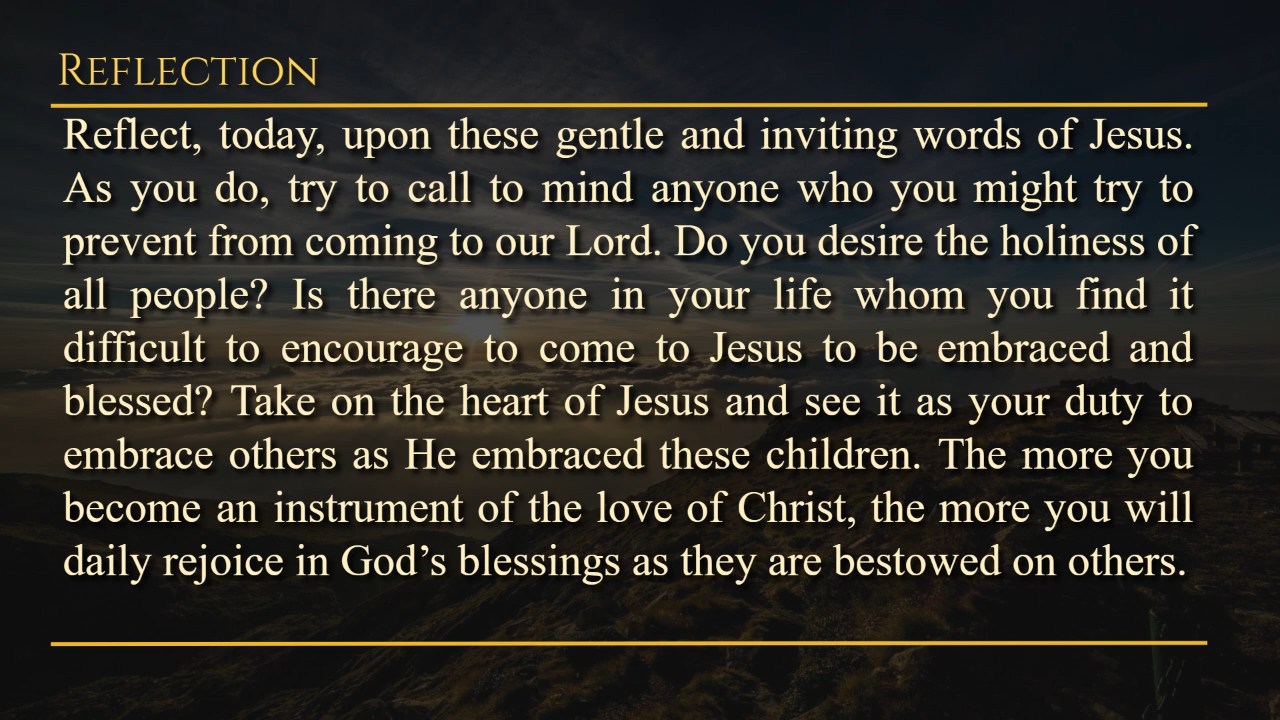 Reflection
Reflect, today, upon these gentle and inviting words of Jesus.
As you do, try to call to mind anyone who you might try to
prevent from coming to our Lord. Do you desire the holiness of
all people? Is there anyone in your life whom you find it
difficult to encourage to come to Jesus to be embraced and
blessed? Take on the heart of Jesus and see it as your duty to
embrace others as He embraced these children. The more you
become an instrument of the love of Christ, the more you will
daily rejoice in God’s blessings as they are bestowed on others.